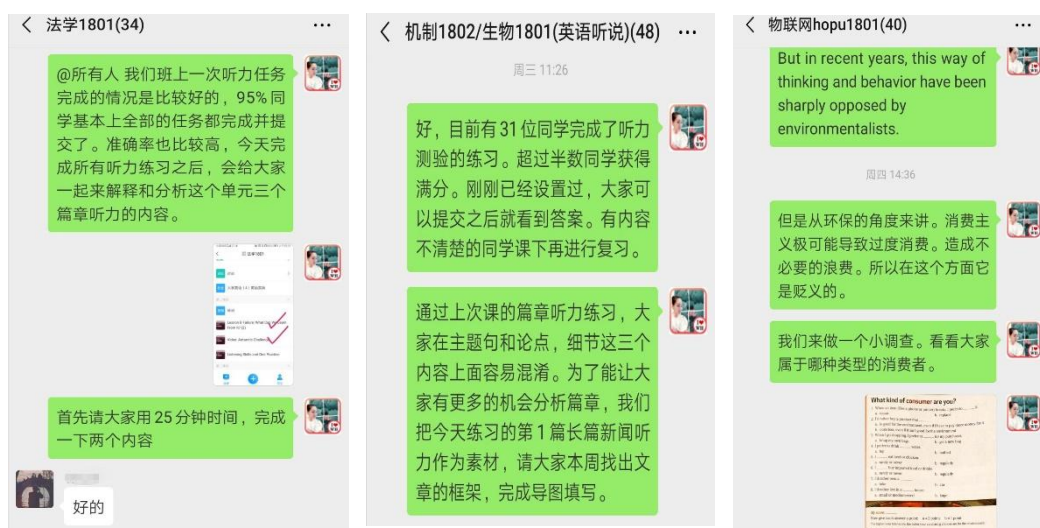 法学1801(34)
@所有人 我们班上一次听力任务
完成的情况是比较好的，95%同
学基本上全部的任务都完成并提
交了。准确率也比较高，今天完
成所有听力练习之后，会给大家
一起来解释和分析这个单元三个
篇章听力的内容。
首先请大家用25分钟时间，完成
一下两个内容
好的
机制1802/生物1801(英语听说)(48)
周三 11:26
好，目前有31位同学完成了听力
测验的练习。超过半数同学获得
满分。刚刚已经设置过，大家可
以提交之后就看到答案。有内容
不清楚的同学课下再进行复习。
通过上次课的篇章听力练习，大
家在主题句和论点，细节这三个
内容上面容易混淆。为了能让大
家有更多的机会分析篇章，我们
把今天练习的第1篇长篇新闻听
力作为素材，请大家本周找出文
章的框架，完成导图填写。
物联网hopu1801(40)
But in recent years, this way of
thinking and behavior have been
sharply opposed by
environmentalists.
周四 14:36
但是从环保的角度来讲。消费主
义极可能导致过度消费。造成不
必要的浪费。所以在这个方面它
是贬义的。
我们来做一个小调查。看看大家
属于哪种类型的消费者。
What kind of consumer are you?